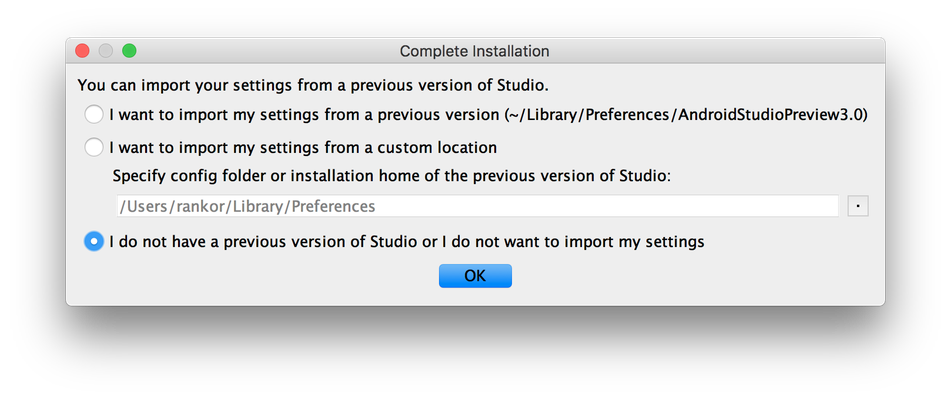 Complete Installation
You can import your settings from a previous version of Studio.
I want to import my settings from a previous version (~/Library/Preferences/AndroidStudioPreview3.0)
I want to import my settings from a custom location
Specify config folder or installation home of the previous version of Studio:
/Users/rankor/Library/Preferences
I do not have a previous version of Studio or I do not want to import my settings
OK